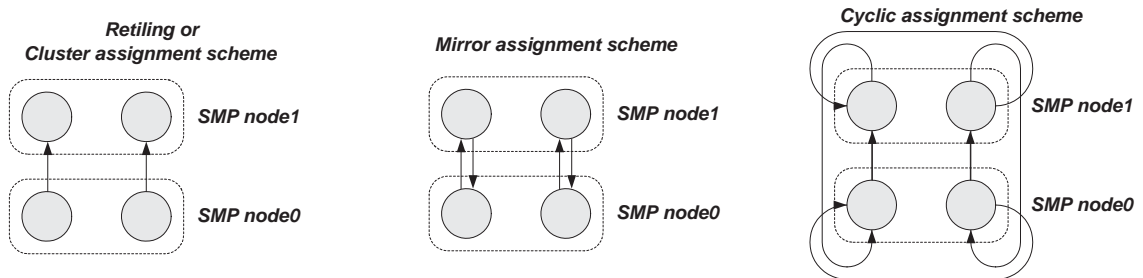 Retiling or
Cluster assignment scheme
SMP node1
SMP node0
Mirror assignment scheme
SMP node1
SMP node0
Cyclic assignment scheme
SMP node1
SMP node0